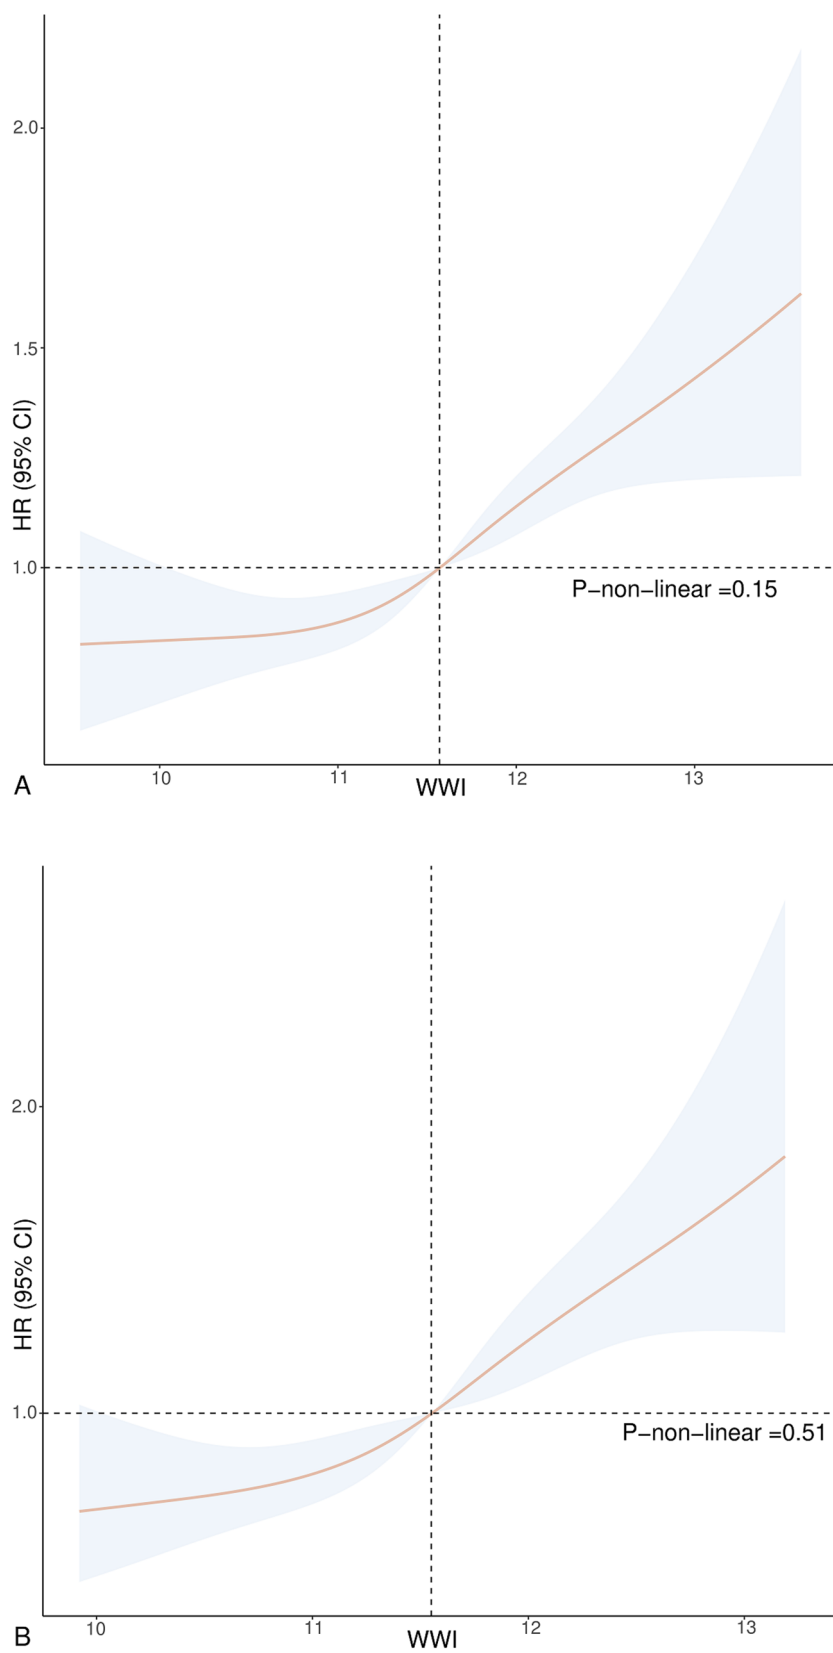 2.0
1.5
HR (95% CI)
1.0
P−non−linear =0.15
10 11 12 13
A WWI
2.0
HR (95% CI)
1.0
P−non−linear =0.51
10 11 12 13
B WWI